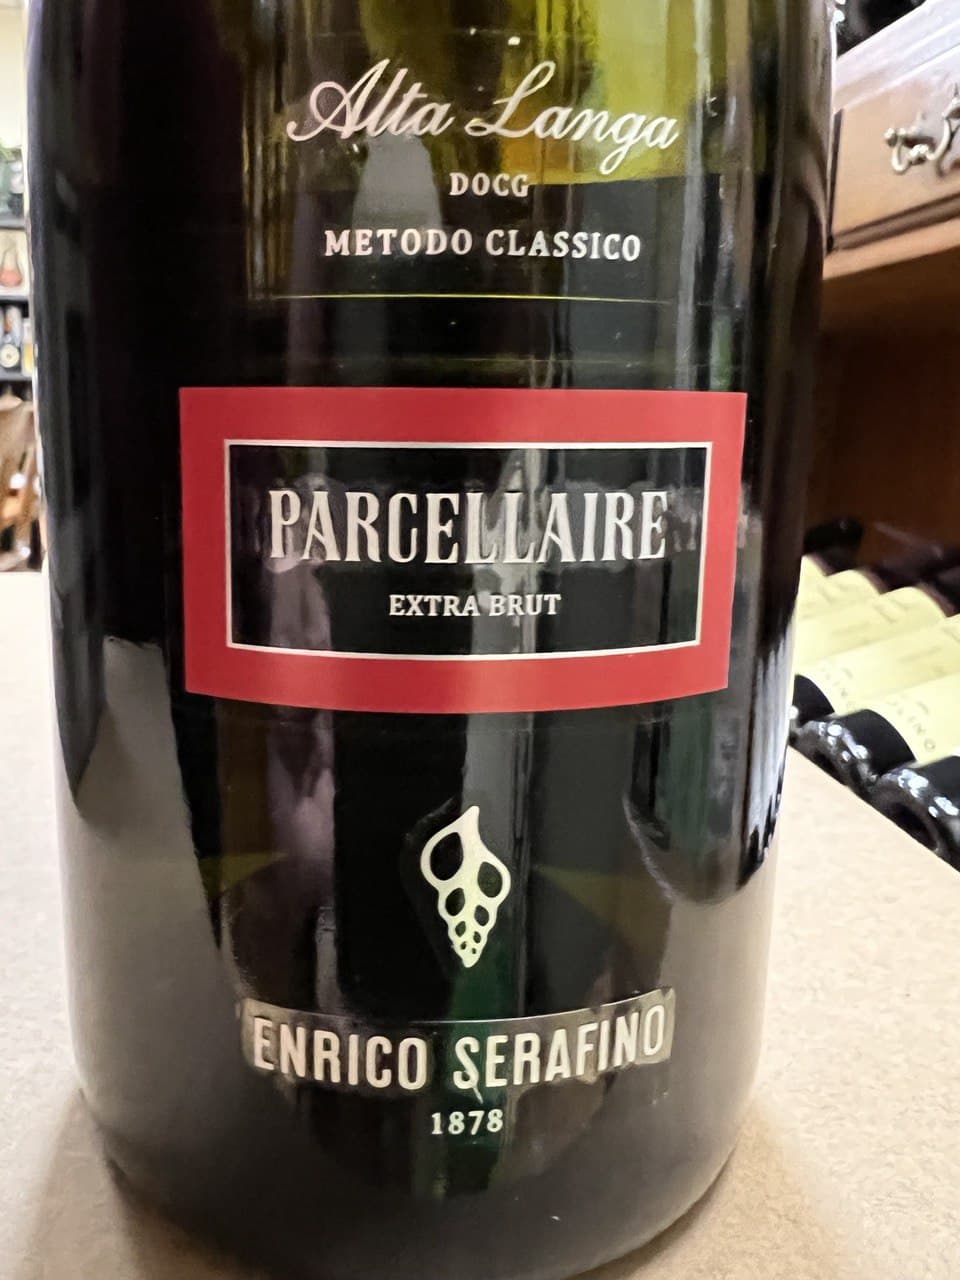 Alta Langa
DOCG
METODO CLASSICO
PARCELLAIRE
EXTRA BRUT
ENRICO SERAFINO
1878